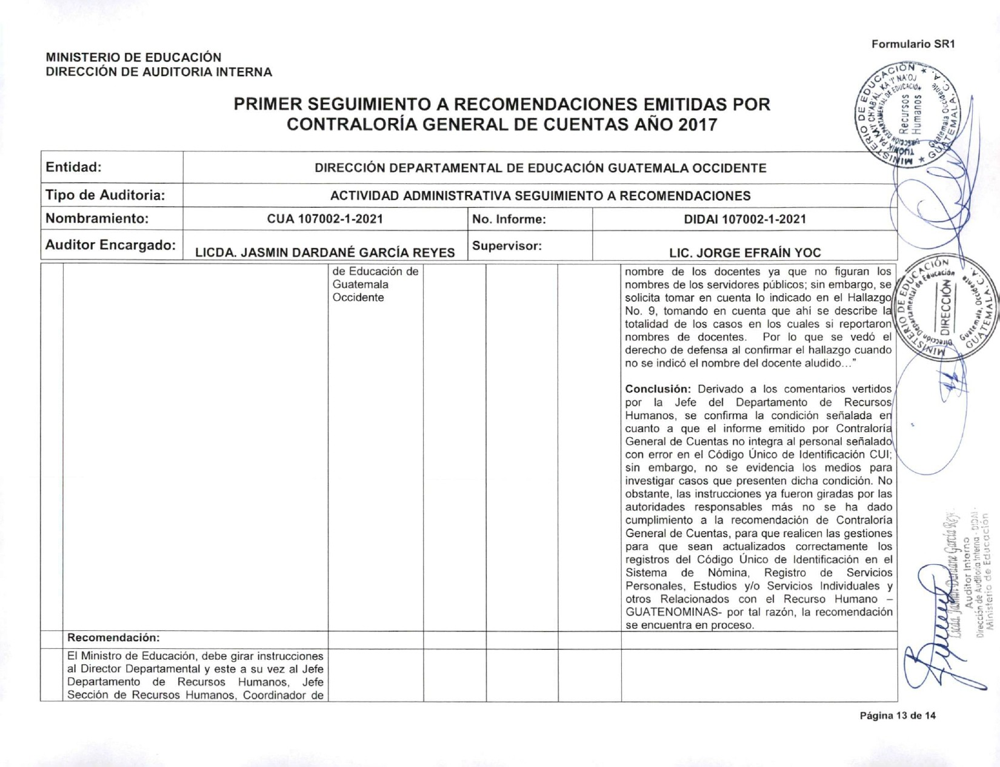 Formulario SR1
MINISTERIO DE EDUCACIÓN
DIRECCIÓN DE AUDITORIA INTERNA
PRIMER SEGUIMIENTO A RECOMENDACIONES EMITIDAS POR
CONTRALORÍA GENERAL DE CUENTAS AÑO 2017
Entidad: DIRECCIÓN DEPARTAMENTAL DE EDUCACIÓN GUATEMALA OCCIDENTE
Tipo de Auditoria: ACTIVIDAD ADMINISTRATIVA SEGUIMIENTO A RECOMENDACIONES
Nombramiento: CUA 107002-1-2021 No. Informe: DIDAI 107002-1-2021
Auditor Encargado: LICDA. JASMIN DARDANÉ GARCÍA REYES Supervisor: LIC. JORGE EFRAÍN YOC
de Educación de
Guatemala
Occidente
nombre de los docentes ya que no figuran los
nombres de los servidores públicos; sin embargo, se
solicita tomar en cuenta lo indicado en el Hallazgo
No. 9, tomando en cuenta que ahí se describe la
totalidad de los casos en los cuales si reportaron
nombres de docentes. Por lo que se vedó el
derecho de defensa al confirmar el hallazgo cuando
no se indicó el nombre del docente aludido..."
Conclusión: Derivado a los comentarios vertidos
por la Jefe del Departamento de Recursos
Humanos, se confirma la condición señalada en
cuanto a que el informe emitido por Contraloría
General de Cuentas no integra al personal señalado
con error en el Código Único de Identificación CUI;
sin embargo, no se evidencia los medios para
investigar casos que presenten dicha condición. No
obstante, las instrucciones ya fueron giradas por las
autoridades responsables más no se ha dado
cumplimiento a la recomendación de Contraloría
General de Cuentas, para que realicen las gestiones
para que sean actualizados correctamente los
registros del Código Único de Identificación en el
Sistema de Nómina, Registro de Servicios
Personales, Estudios y/o Servicios Individuales y
otros Relacionados con el Recurso Humano –
GUATENOMINAS- por tal razón, la recomendación
se encuentra en proceso.
Recomendación:
El Ministro de Educación, debe girar instrucciones
al Director Departamental y este a su vez al Jefe
Departamento de Recursos Humanos, Jefe
Sección de Recursos Humanos, Coordinador de
Página 13 de 14
MINISTERIO DE EDUCACIÓN
DIRECCIÓN DEPARTAMENTAL DE EDUCACIÓN
Recursos
Humanos
Guatemala Occidente
GUATEMALA, C. A.
MINISTERIO DE EDUCACIÓN
Dirección Departamental de Educación
DIRECCIÓN
Guatemala, Occidente
GUATEMALA, C.A.
Licda. Jasmin Dardané García Reyes
Auditor Interno
Dirección de Auditoría Interna - DIDAI -
Ministerio de Educación